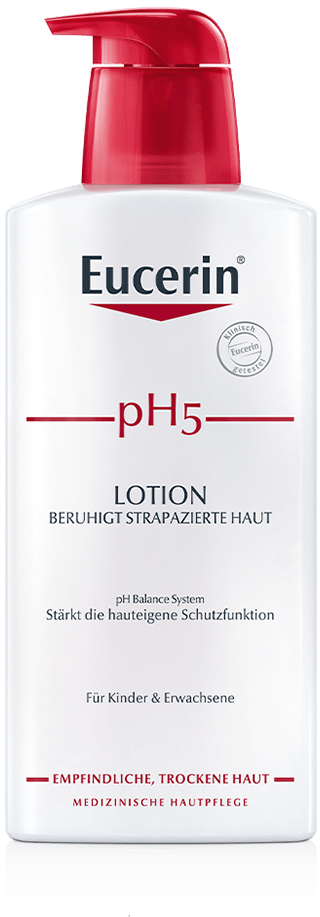 Eucerin®
Klinisch
Eucerin
getestet
pH5
LOTION
BERUHIGT STRAPAZIERTE HAUT
pH Balance System
Stärkt die hauteigene Schutzfunktion
Für Kinder & Erwachsene
EMPFINDLICHE, TROCKENE HAUT
MEDIZINISCHE HAUTPFLEGE